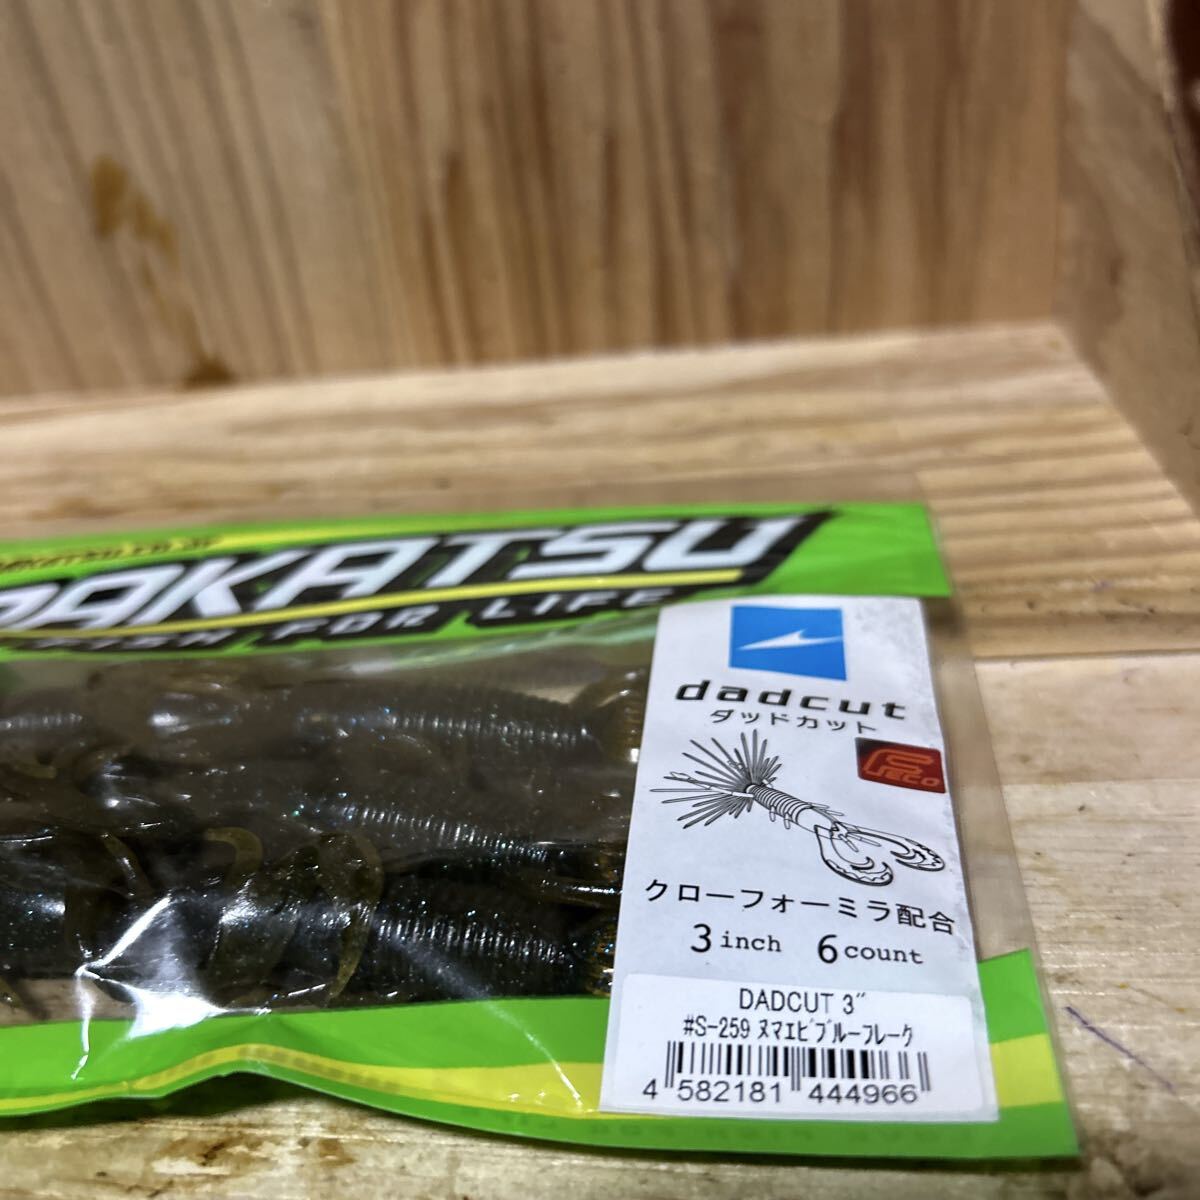 PAKATSU
FISH FOR LIFE
dadcut
ダッドカット
ECO
クローフォーミラ配合
3 inch 6 count
DADCUT 3"
#S-259 ヌマエビブルーフレーク
4 582181 444966